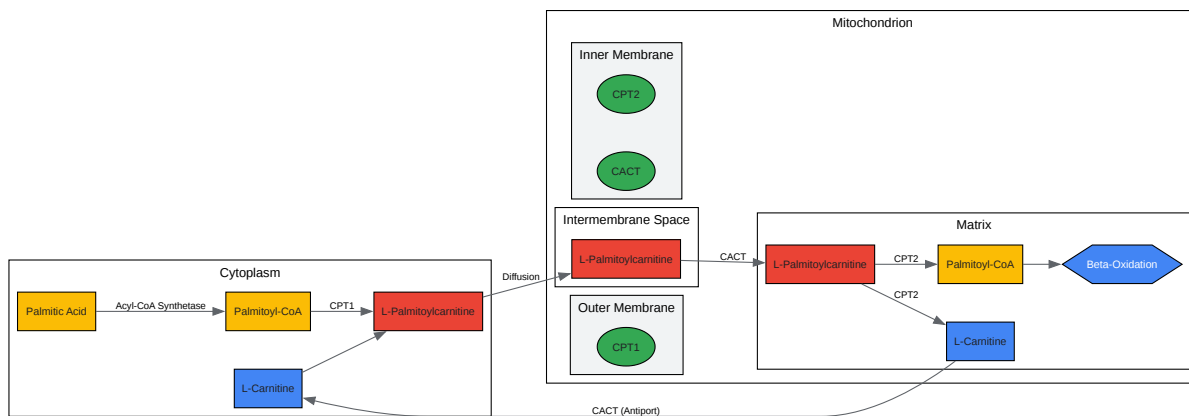 Mitochondrion
Inner Membrane
CPT2
CACT
Intermembrane Space
L-Palmitoylcarnitine
Outer Membrane
CPT1
Matrix
L-Palmitoylcarnitine
CPT2
Palmitoyl-CoA
Beta-Oxidation
CPT2
L-Carnitine
CACT
Diffusion
Cytoplasm
Palmitic Acid
Acyl-CoA Synthetase
Palmitoyl-CoA
CPT1
L-Palmitoylcarnitine
L-Carnitine
CACT (Antiport)